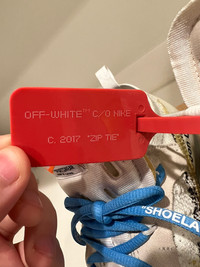 OFF-WHITE™ C/O NIKE
C. 2017 "ZIP TIE"
"SHOELA